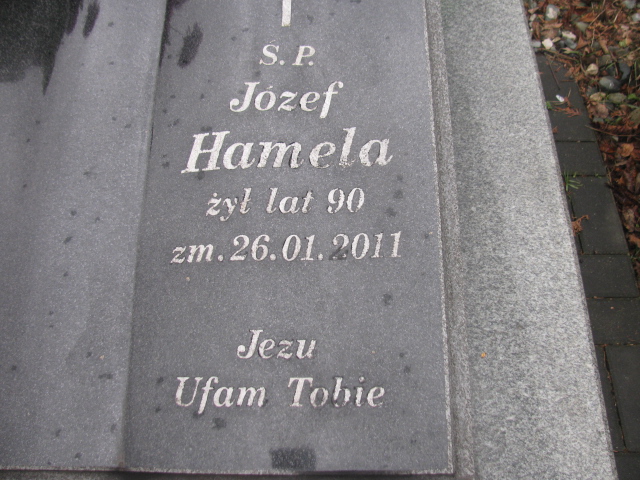 Ś.P.
Józef
Hamela
żył lat 90
zm. 26.01.2011
Jezu
Ufam Tobie